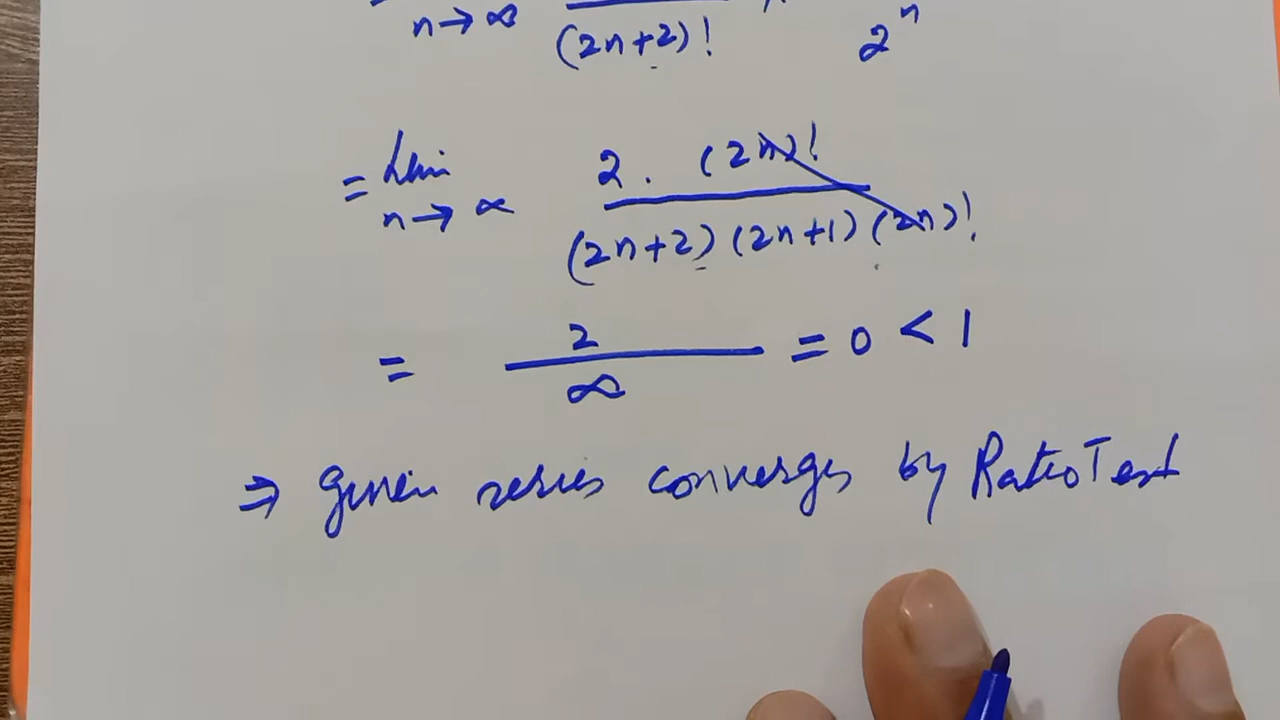 n→∞ (2n+2)! 2^n
= Lim n→∞ 2 . (2n)! / (2n+2) (2n+1) (2n)!
= 2 / ∞ = 0 < 1
⇒ given series converges by Ratio Test